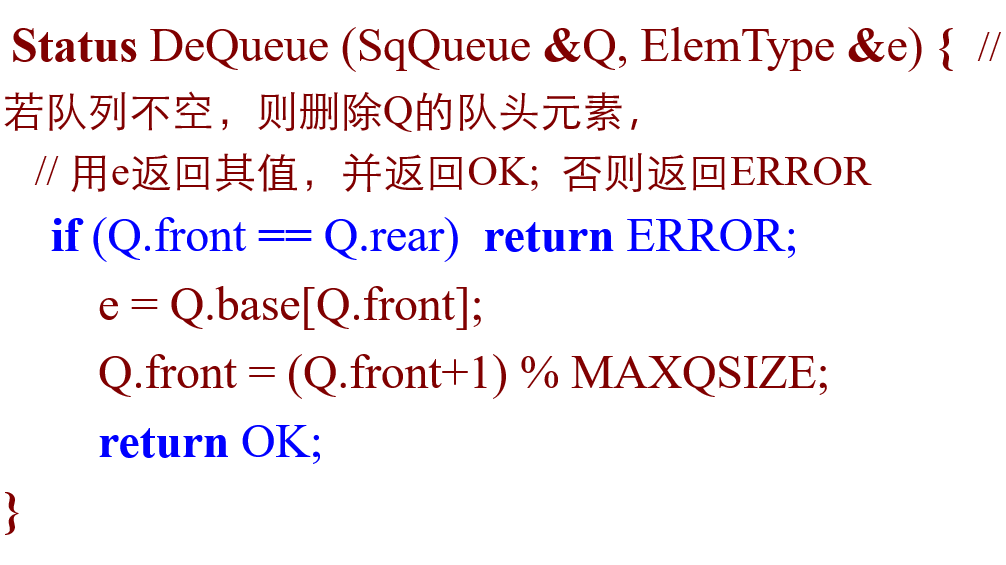 Status DeQueue (SqQueue &Q, ElemType &e) { //
若队列不空，则删除Q的队头元素，
// 用e返回其值，并返回OK; 否则返回ERROR
if (Q.front == Q.rear) return ERROR;
e = Q.base[Q.front];
Q.front = (Q.front+1) % MAXQSIZE;
return OK;
}